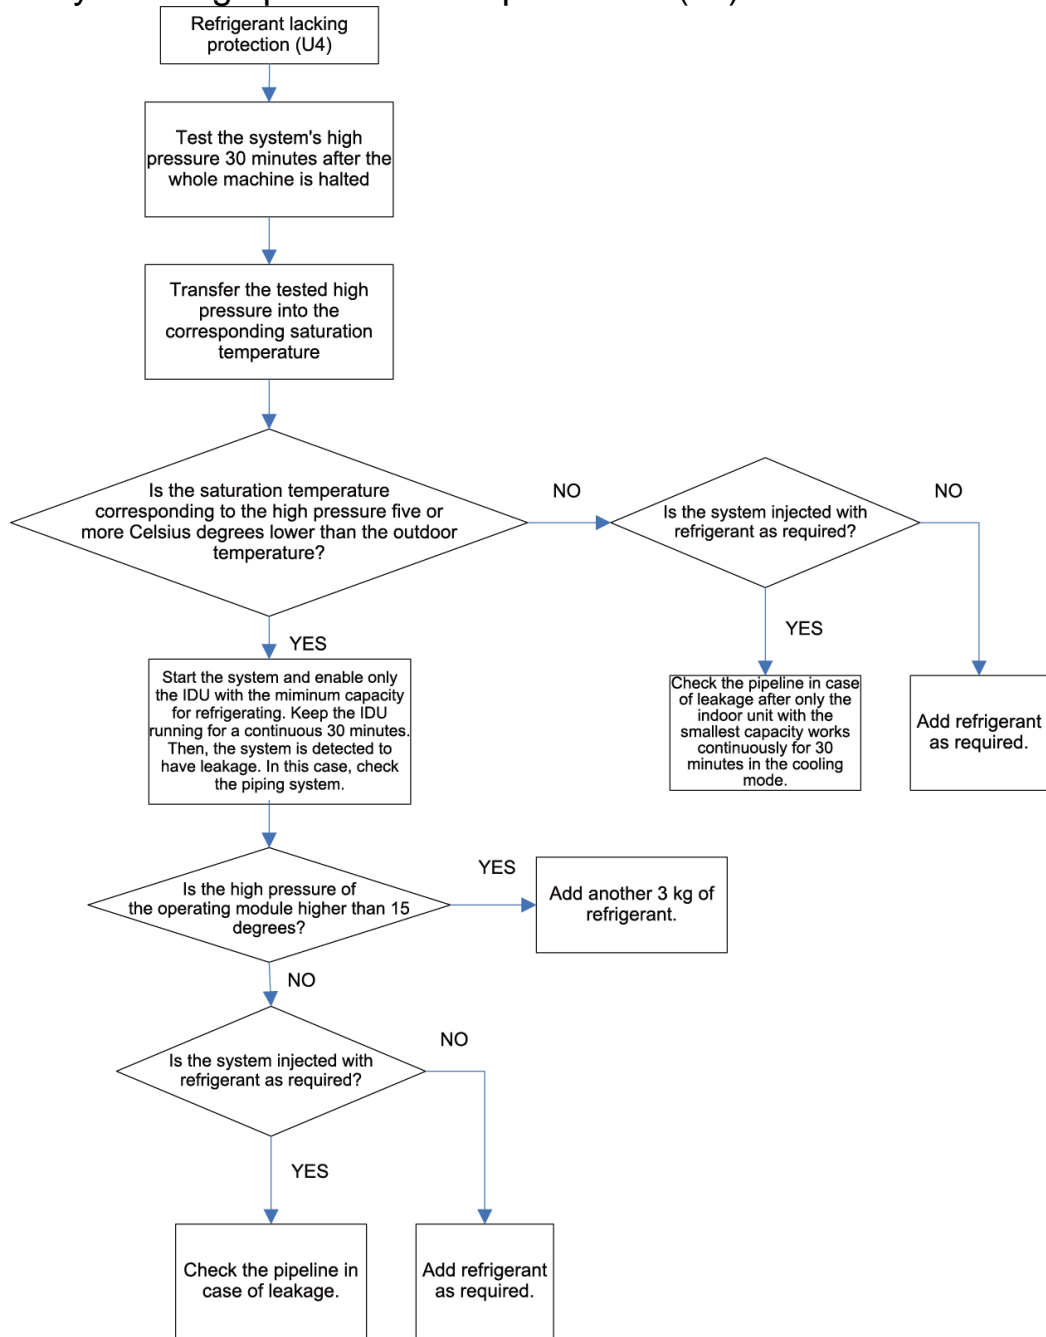 Refrigerant lacking
protection (U4)
Test the system's high
pressure 30 minutes after the
whole machine is halted
Transfer the tested high
pressure into the
corresponding saturation
temperature
Is the saturation temperature
corresponding to the high pressure five or
more Celsius degrees lower than the outdoor
temperature?
NO
Is the system injected with
refrigerant as required?
NO
YES
YES
Start the system and enable only
the IDU with the miminum capacity
for refrigerating. Keep the IDU
running for a continuous 30 minutes.
Then, the system is detected to
have leakage. In this case, check
the piping system.
Check the pipeline in case
of leakage after only the
indoor unit with the
smallest capacity works
continuously for 30
minutes in the cooling
mode.
Add refrigerant
as required.
Is the high pressure of
the operating module higher than 15
degrees?
YES
Add another 3 kg of
refrigerant.
NO
Is the system injected with
refrigerant as required?
NO
YES
Check the pipeline in
case of leakage.
Add refrigerant
as required.